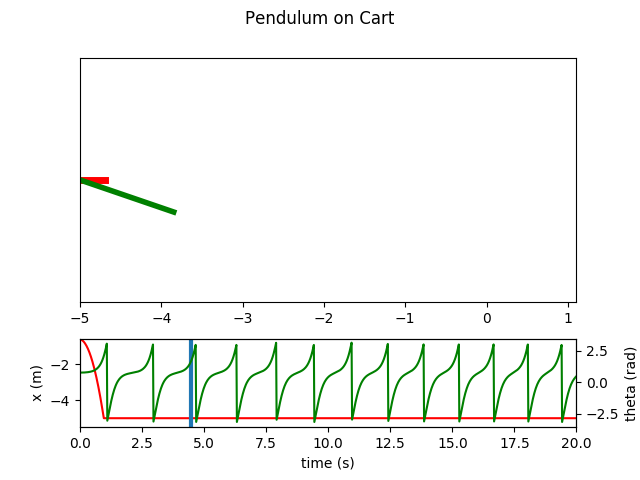 Pendulum on Cart
−5 −4 −3 −2 −1 0 1
−2
−4
x (m)
2.5
0.0
−2.5
theta (rad)
0.0 2.5 5.0 7.5 10.0 12.5 15.0 17.5 20.0
time (s)